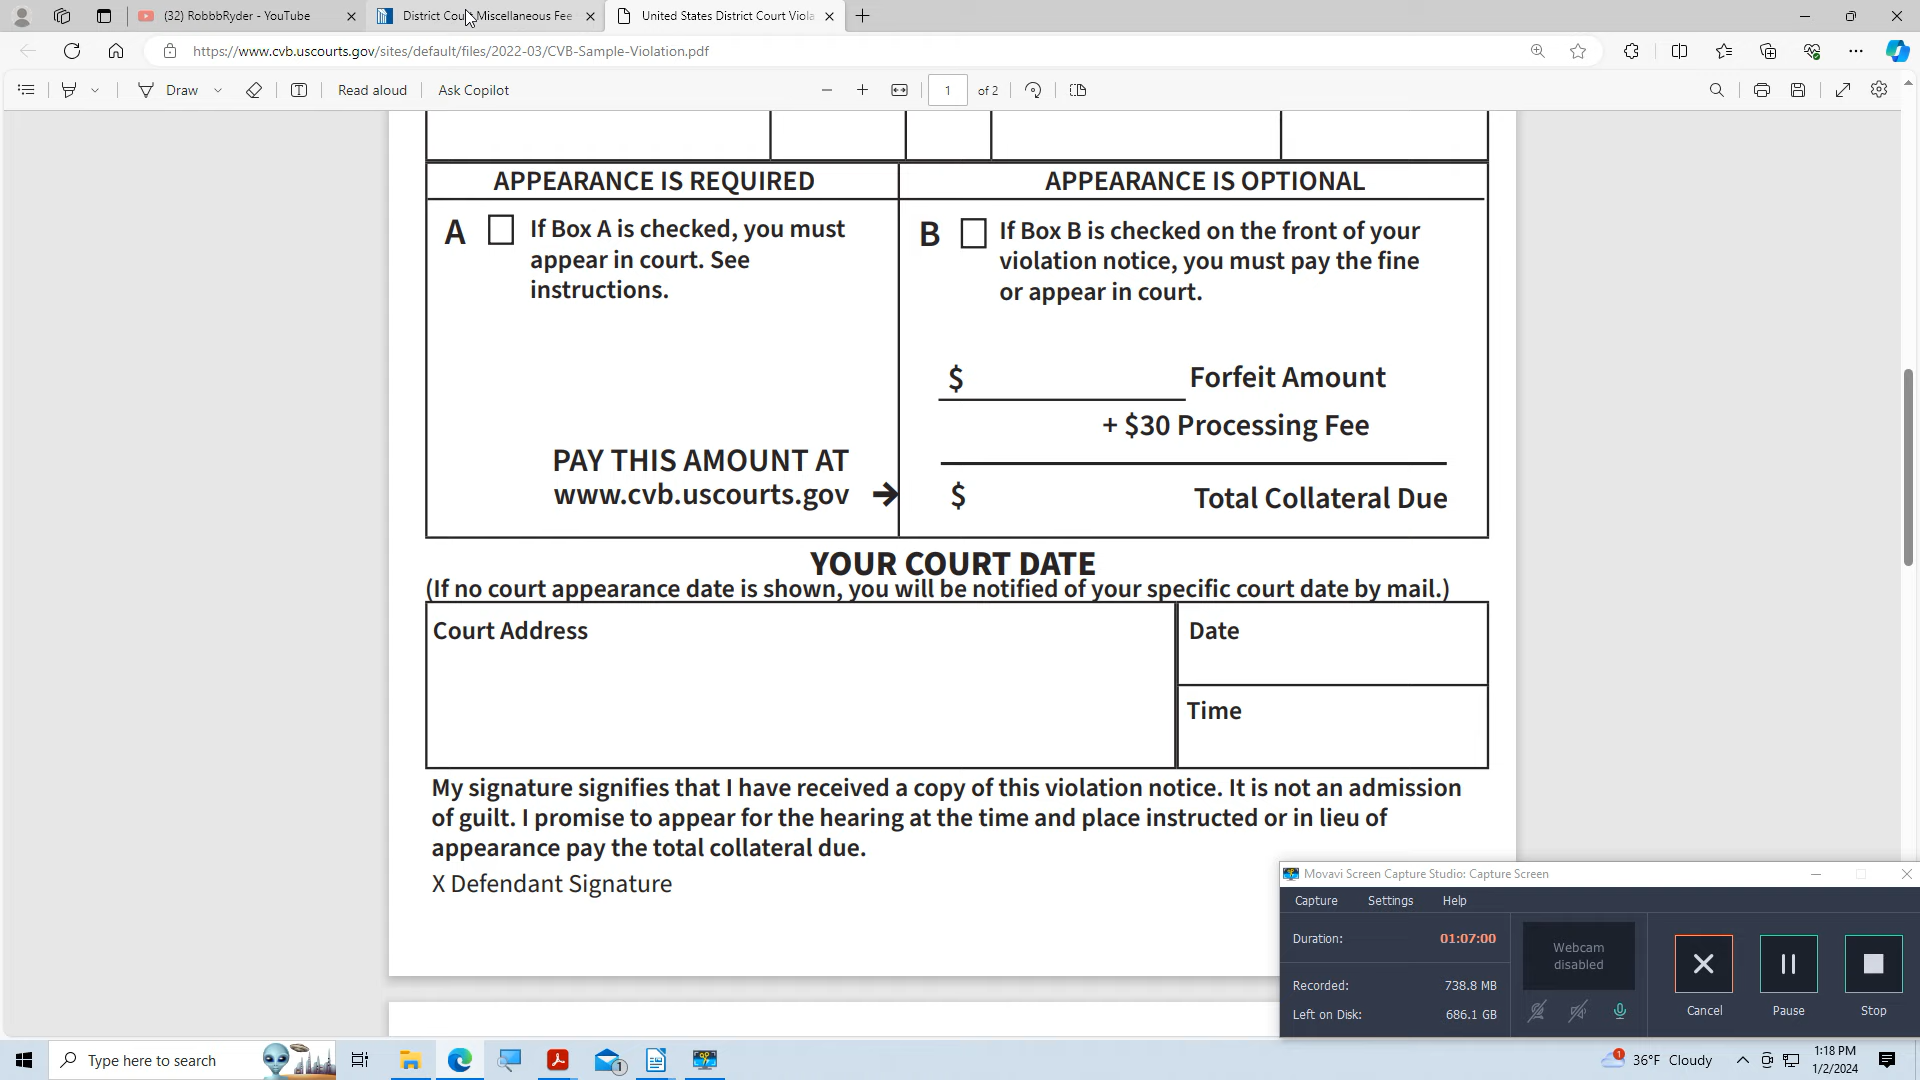 (32) RobbbRyder - YouTube
District Court Miscellaneous Fee
United States District Court Viola
https://www.cvb.uscourts.gov/sites/default/files/2022-03/CVB-Sample-Violation.pdf
Draw
Read aloud
Ask Copilot
1 of 2
APPEARANCE IS REQUIRED
APPEARANCE IS OPTIONAL
A
If Box A is checked, you must
appear in court. See
instructions.
B
If Box B is checked on the front of your
violation notice, you must pay the fine
or appear in court.
$ Forfeit Amount
+ $30 Processing Fee
PAY THIS AMOUNT AT
www.cvb.uscourts.gov →
$ Total Collateral Due
YOUR COURT DATE
(If no court appearance date is shown, you will be notified of your specific court date by mail.)
Court Address
Date
Time
My signature signifies that I have received a copy of this violation notice. It is not an admission
of guilt. I promise to appear for the hearing at the time and place instructed or in lieu of
appearance pay the total collateral due.
X Defendant Signature
Movavi Screen Capture Studio: Capture Screen
Capture Settings Help
Duration: 01:07:00
Recorded: 738.8 MB
Left on Disk: 686.1 GB
Webcam
disabled
Cancel
Pause
Stop
Type here to search
1
1
36°F Cloudy
1:18 PM
1/2/2024